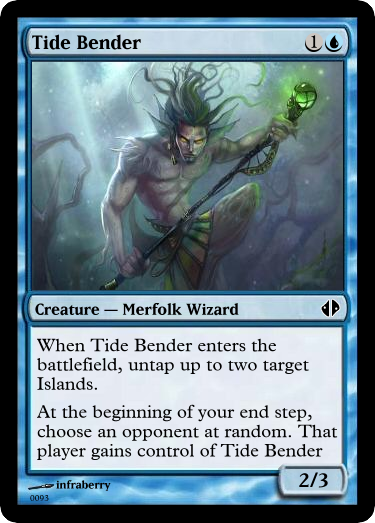 Tide Bender 1
Creature — Merfolk Wizard
When Tide Bender enters the
battlefield, untap up to two target
Islands.
At the beginning of your end step,
choose an opponent at random. That
player gains control of Tide Bender
2/3
infraberry
0093